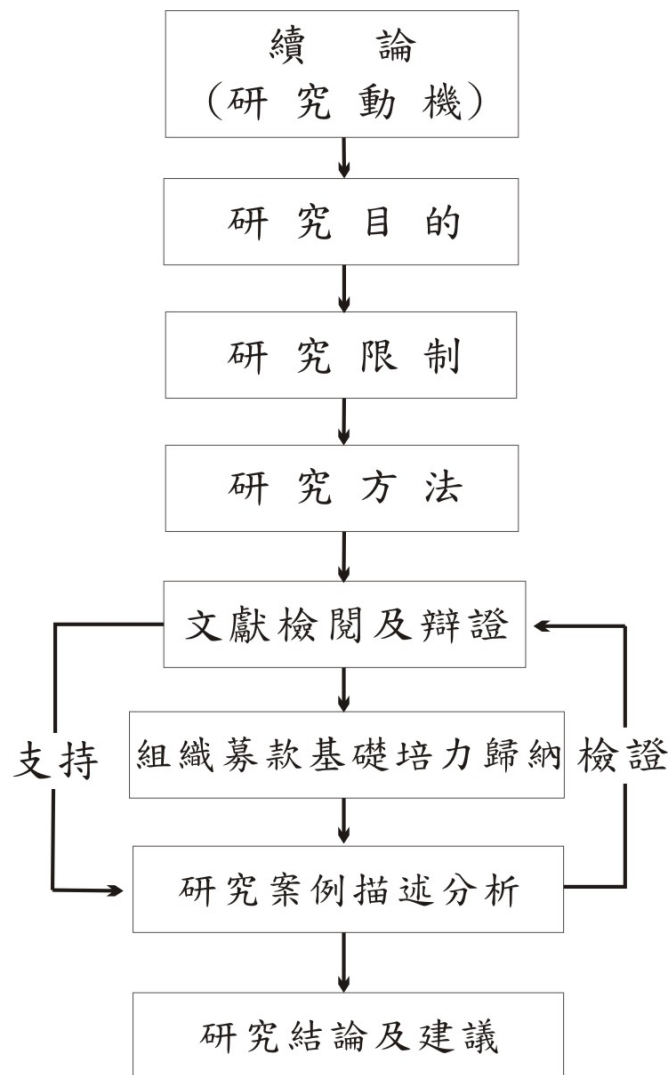 續 論
(研究動機)
研究目的
研究限制
研究方法
文獻檢閱及辯證
支持
組織募款基礎培力歸納
檢證
研究案例描述分析
研究結論及建議